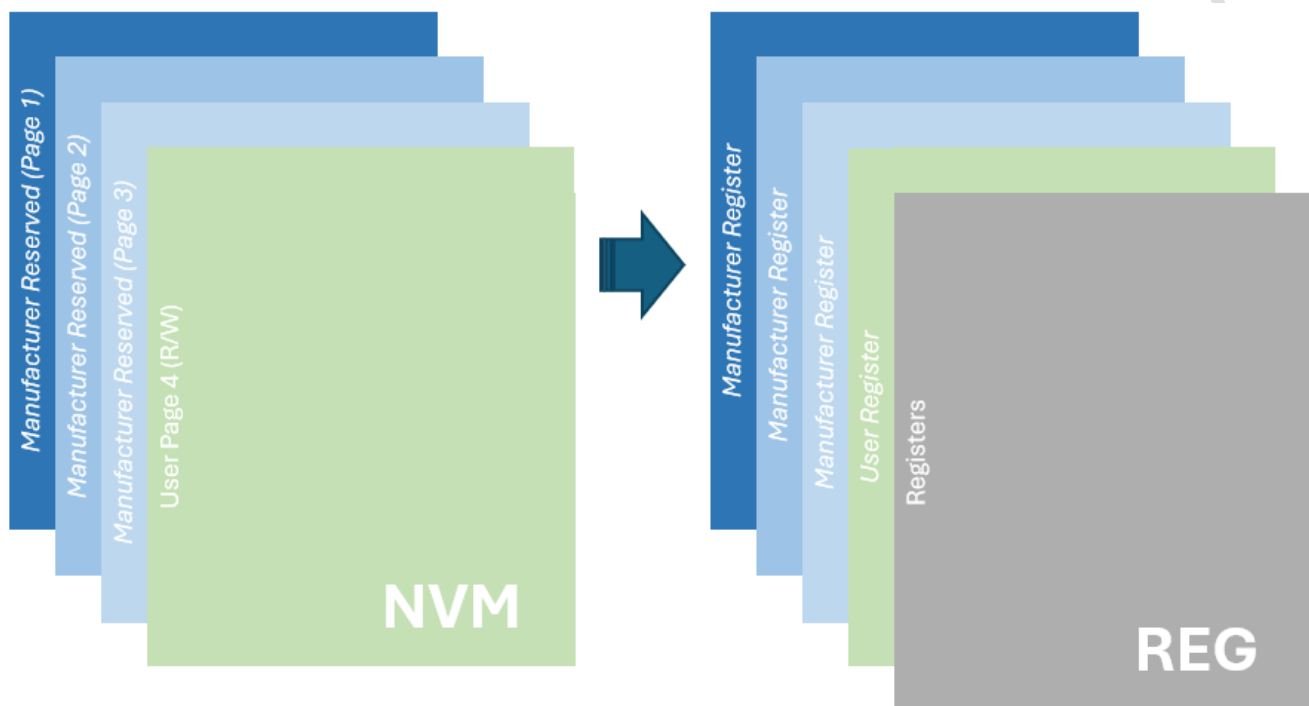 Manufacturer Reserved (Page 1)
Manufacturer Reserved (Page 2)
Manufacturer Reserved (Page 3)
User Page 4 (R/W)
NVM
Manufacturer Register
Manufacturer Register
Manufacturer Register
User Register
Registers
REG